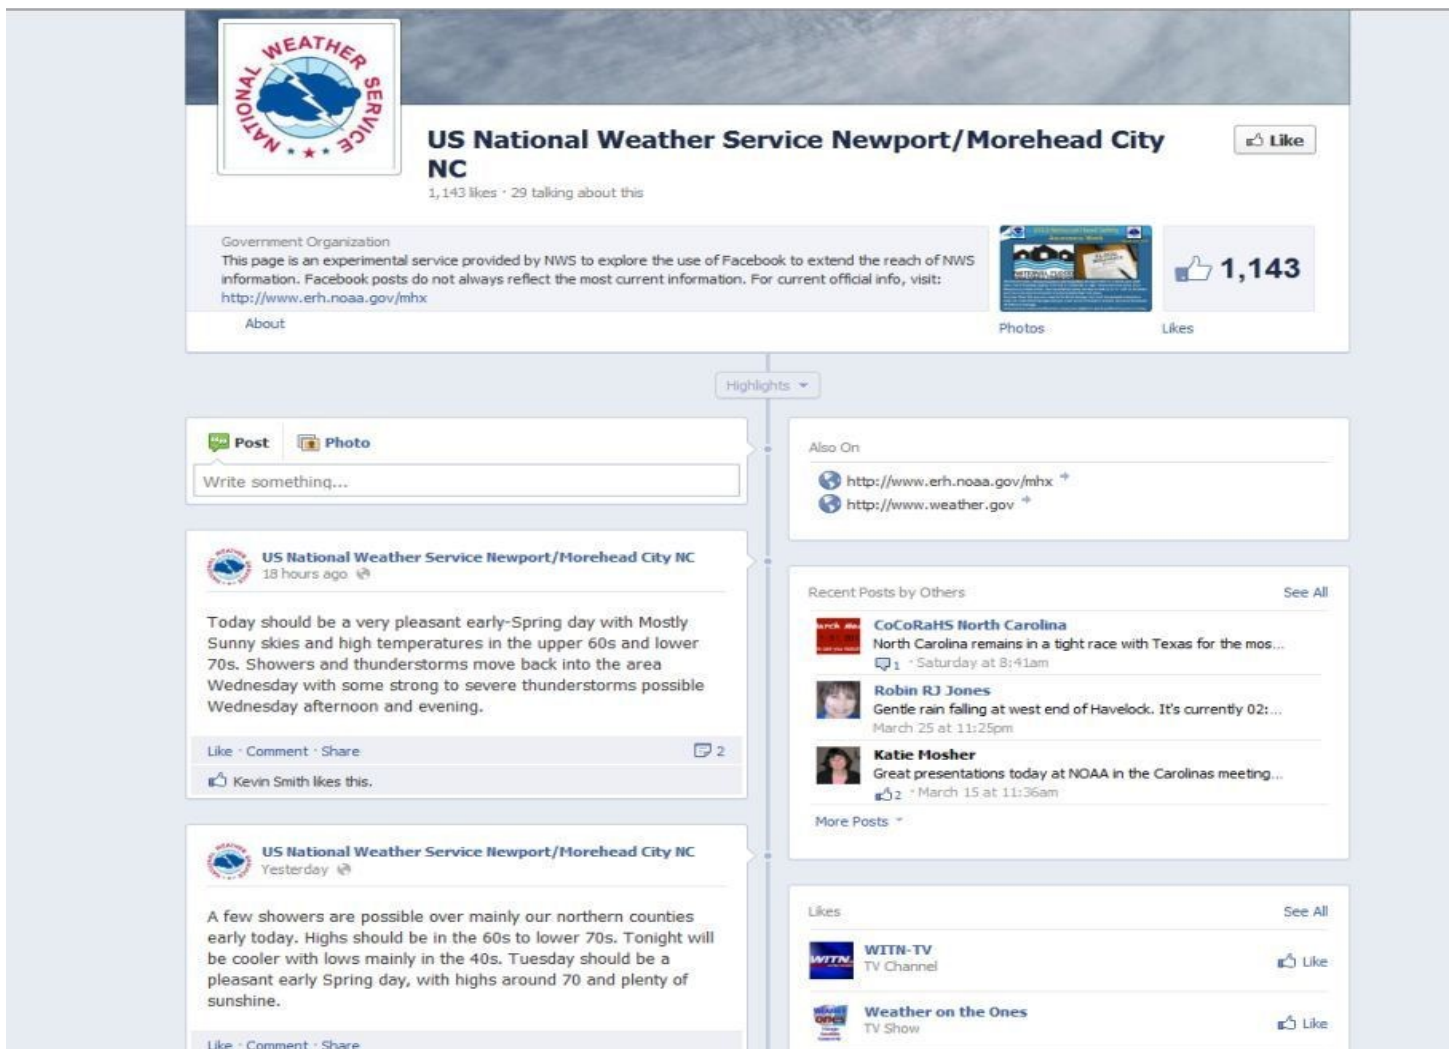 NATIONAL WEATHER SERVICE
US National Weather Service Newport/Morehead City
NC
Like
1,143 likes · 29 talking about this
Government Organization
This page is an experimental service provided by NWS to explore the use of Facebook to extend the reach of NWS
information. Facebook posts do not always reflect the most current information. For current official info, visit:
http://www.erh.noaa.gov/mhx
About
NATIONAL FLOOD
Photos
1,143
Likes
Highlights
Post
Photo
Write something...
US National Weather Service Newport/Morehead City NC
18 hours ago
Today should be a very pleasant early-Spring day with Mostly
Sunny skies and high temperatures in the upper 60s and lower
70s. Showers and thunderstorms move back into the area
Wednesday with some strong to severe thunderstorms possible
Wednesday afternoon and evening.
Like · Comment · Share
2
Kevin Smith likes this.
US National Weather Service Newport/Morehead City NC
Yesterday
A few showers are possible over mainly our northern counties
early today. Highs should be in the 60s to lower 70s. Tonight will
be cooler with lows mainly in the 40s. Tuesday should be a
pleasant early Spring day, with highs around 70 and plenty of
sunshine.
Like · Comment · Share
Also On
http://www.erh.noaa.gov/mhx
http://www.weather.gov
Recent Posts by Others
See All
CoCoRaHS North Carolina
North Carolina remains in a tight race with Texas for the mos...
1 · Saturday at 8:41am
Robin RJ Jones
Gentle rain falling at west end of Havelock. It's currently 02:...
March 25 at 11:25pm
Katie Mosher
Great presentations today at NOAA in the Carolinas meeting...
2 · March 15 at 11:36am
More Posts
Likes
See All
WITN
WITN-TV
TV Channel
Like
Weather on the Ones
TV Show
Like